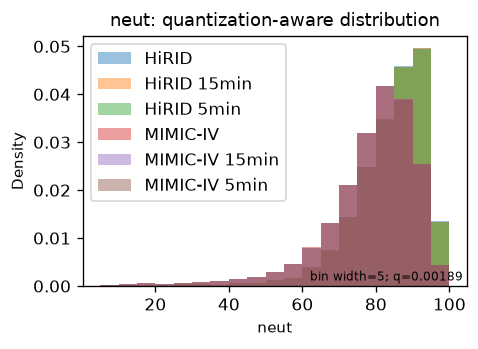 neut: quantization-aware distribution
0.05
0.04
0.03
0.02
0.01
0.00
Density
HiRID
HiRID 15min
HiRID 5min
MIMIC-IV
MIMIC-IV 15min
MIMIC-IV 5min
bin width=5; q=0.00189
20 40 60 80 100
neut